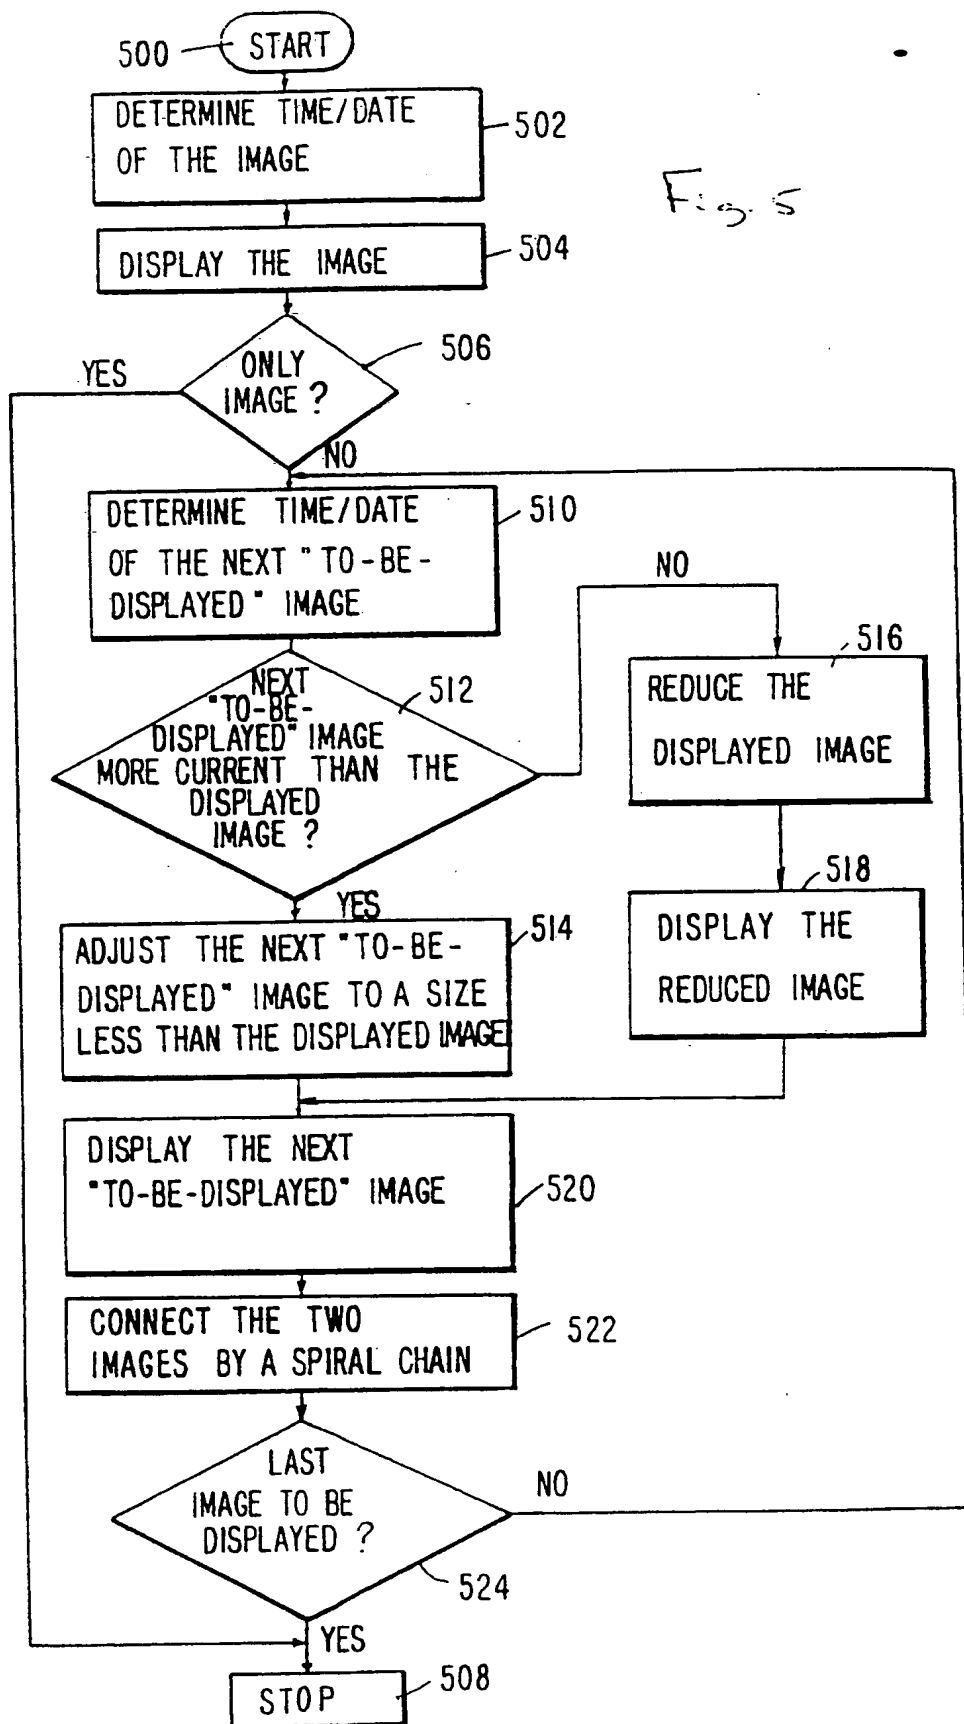 500
START
DETERMINE TIME/DATE
OF THE IMAGE
502
Fig. 5
DISPLAY THE IMAGE
504
ONLY
IMAGE ?
506
YES
NO
DETERMINE TIME/DATE
OF THE NEXT "TO-BE-
DISPLAYED" IMAGE
510
NEXT
"TO-BE-
DISPLAYED" IMAGE
MORE CURRENT THAN THE
DISPLAYED
IMAGE ?
512
NO
YES
REDUCE THE
DISPLAYED IMAGE
516
DISPLAY THE
REDUCED IMAGE
518
ADJUST THE NEXT "TO-BE-
DISPLAYED" IMAGE TO A SIZE
LESS THAN THE DISPLAYED IMAGE
514
DISPLAY THE NEXT
"TO-BE-DISPLAYED" IMAGE
520
CONNECT THE TWO
IMAGES BY A SPIRAL CHAIN
522
LAST
IMAGE TO BE
DISPLAYED ?
NO
524
YES
STOP
508